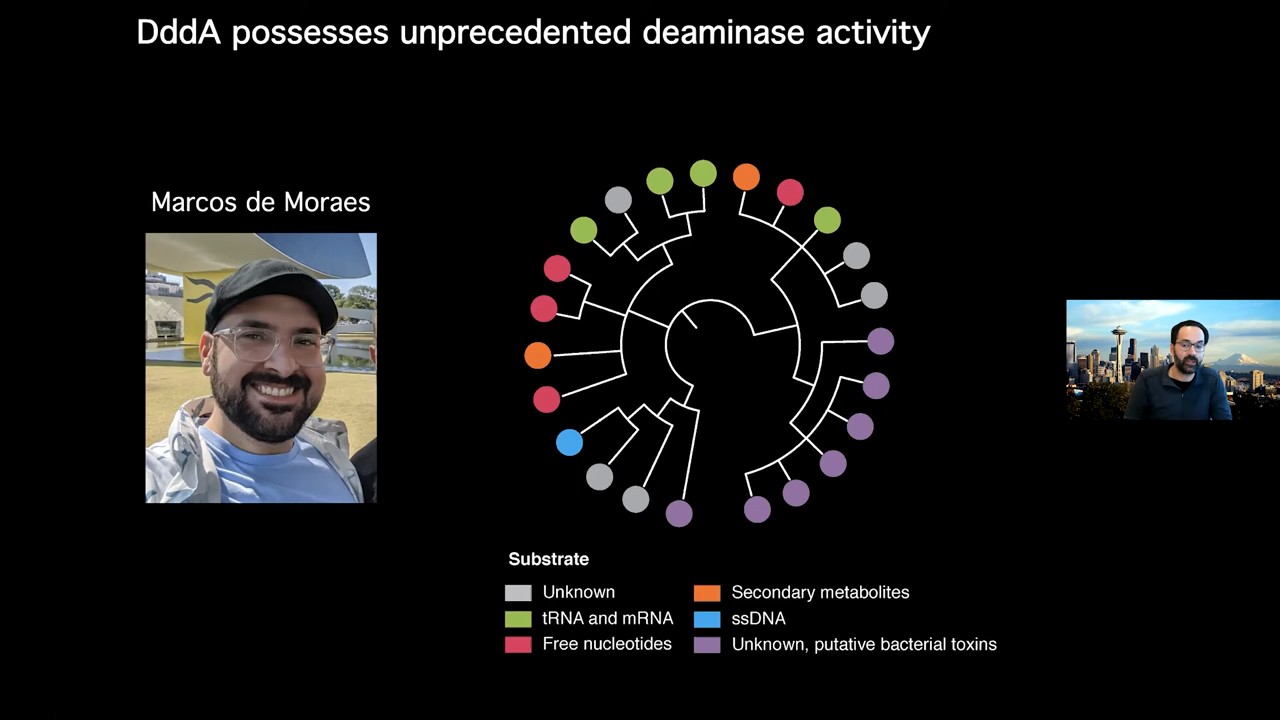 DddA possesses unprecedented deaminase activity
Marcos de Moraes
Substrate
Unknown
tRNA and mRNA
Free nucleotides
Secondary metabolites
ssDNA
Unknown, putative bacterial toxins